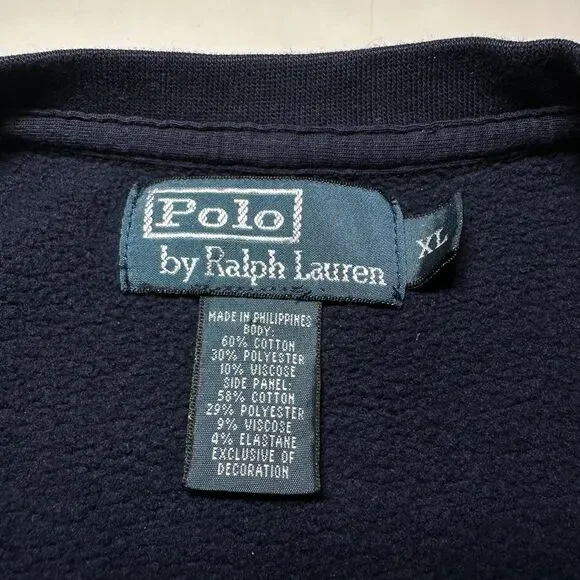 Polo
by Ralph Lauren
XL
MADE IN PHILIPPINES
BODY:
60% COTTON
30% POLYESTER
10% VISCOSE
SIDE PANEL:
58% COTTON
29% POLYESTER
9% VISCOSE
4% ELASTANE
EXCLUSIVE OF
DECORATION